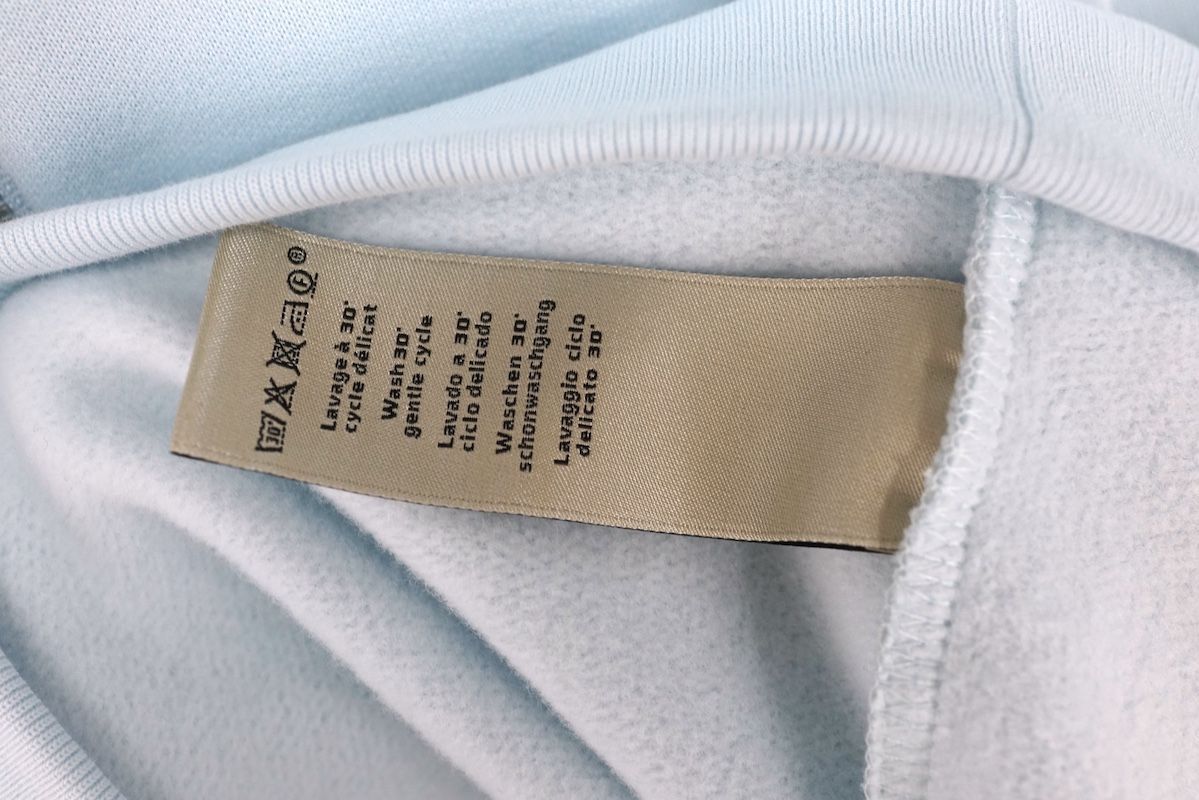 30°
F
Lavage à 30°
cycle délicat
Wash 30°
gentle cycle
Lavado a 30°
ciclo delicado
Waschen 30°
schonwaschgang
Lavaggio ciclo
delicato 30°